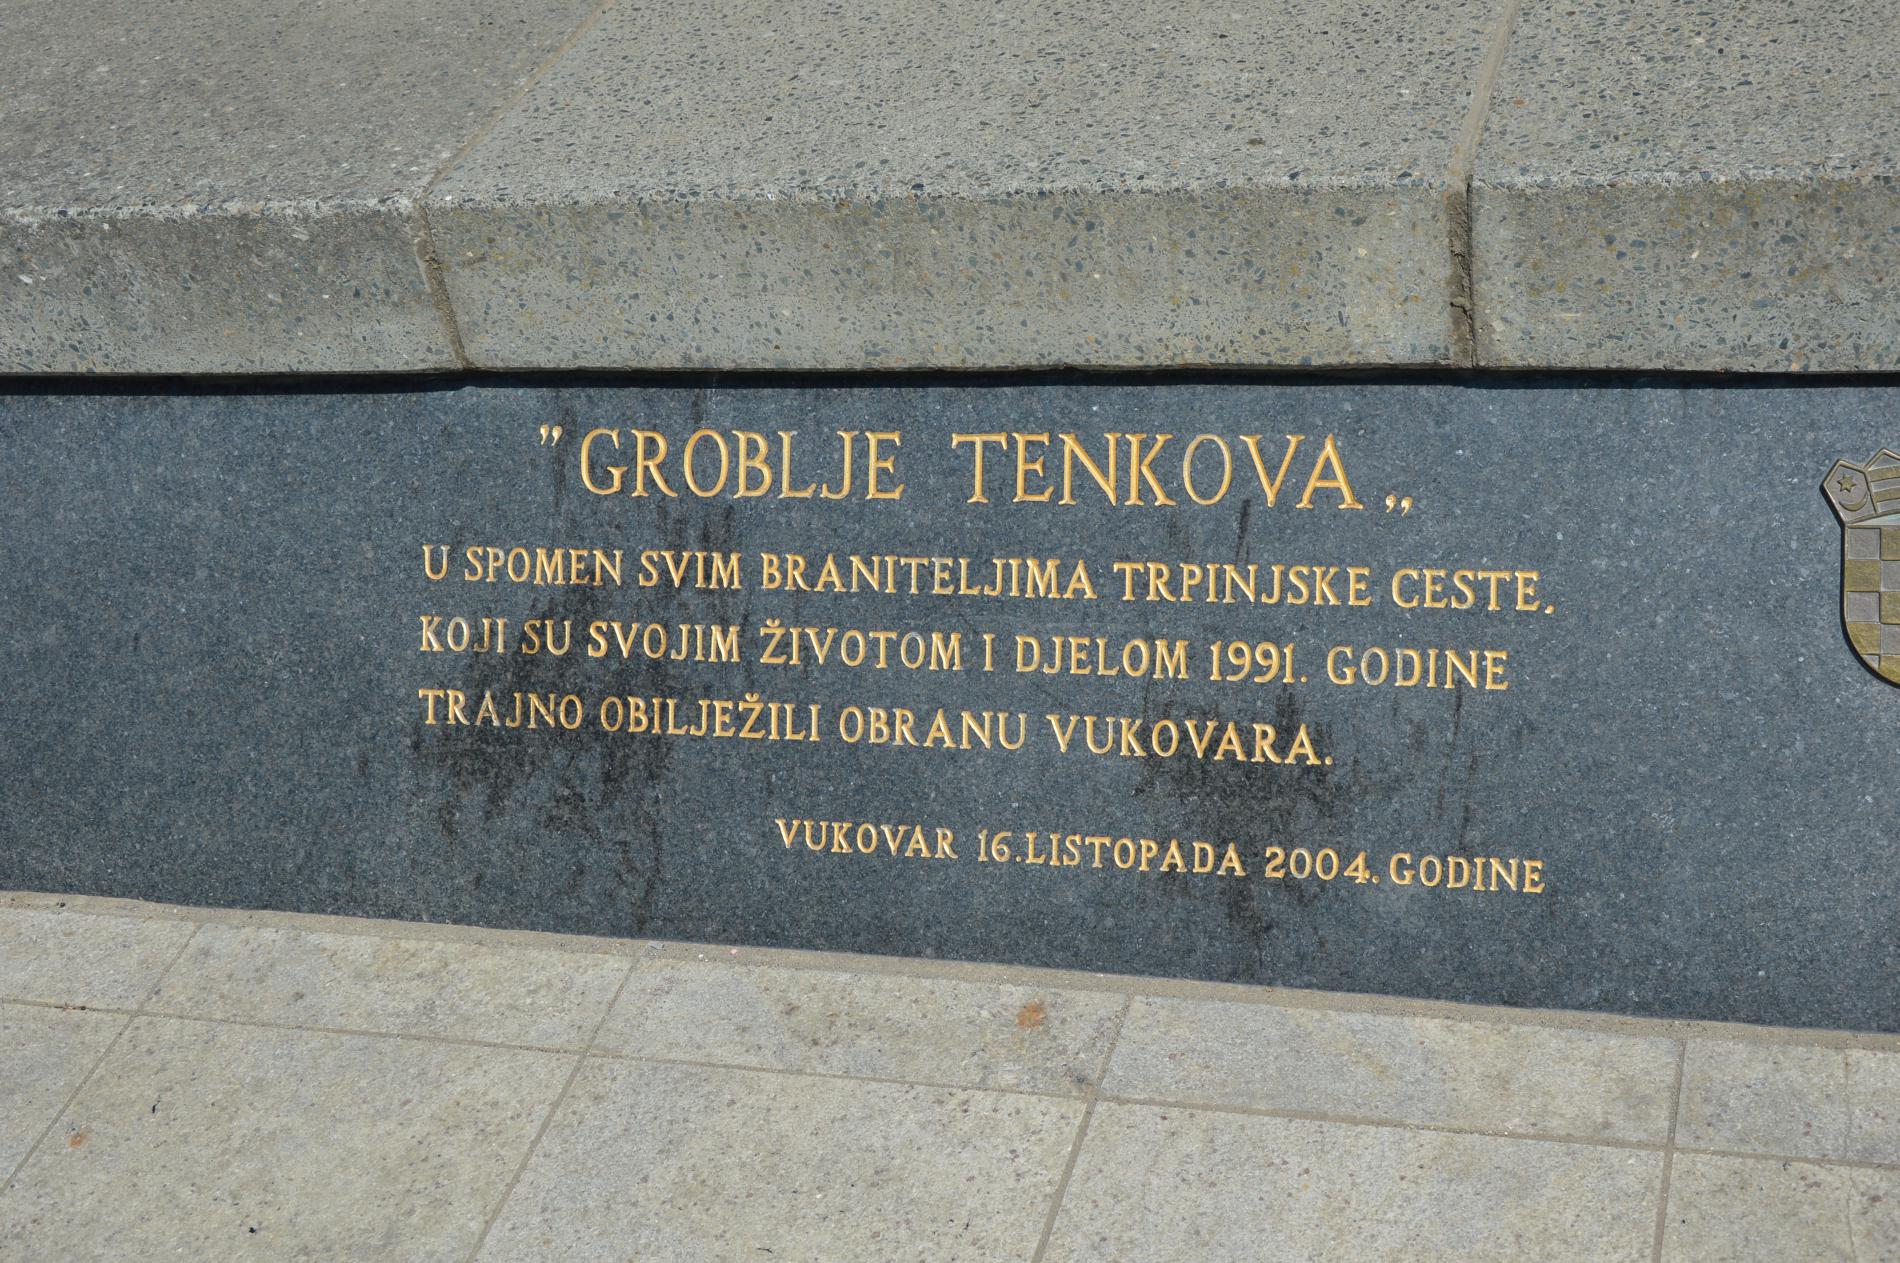 "GROBLJE TENKOVA„
U SPOMEN SVIM BRANITELJIMA TRPINJSKE CESTE.
KOJI SU SVOJIM ŽIVOTOM I DJELOM 1991. GODINE
TRAJNO OBILJEŽILI OBRANU VUKOVARA.
VUKOVAR 16.LISTOPADA 2004. GODINE